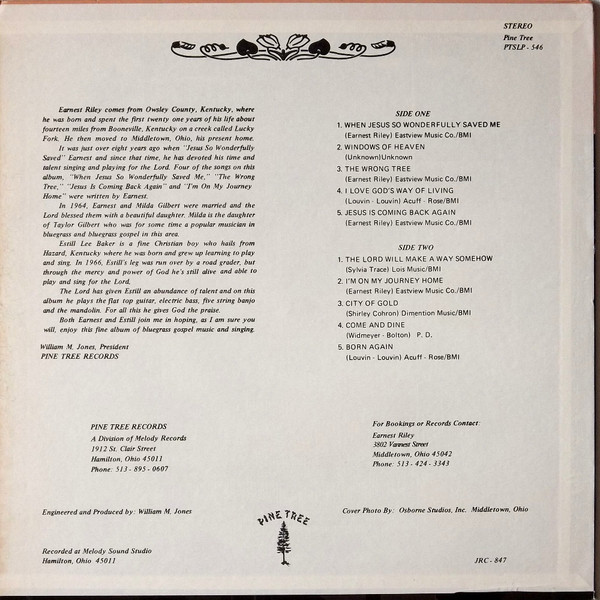 STEREO
Pine Tree
PTSLP - 546
Earnest Riley comes from Owsley County, Kentucky, where
he was born and spent the first twenty one years of his life about
fourteen miles from Booneville, Kentucky on a creek called Lucky
Fork. He then moved to Middletown, Ohio, his present home.
It was just over eight years ago when "Jesus So Wonderfully
Saved" Earnest and since that time, he has devoted his time and
talent singing and playing for the Lord. Four of the songs on this
album, "When Jesus So Wonderfully Saved Me," "The Wrong
Tree," "Jesus Is Coming Back Again" and "I'm On My Journey
Home" were written by Earnest.
In 1964, Earnest and Milda Gilbert were married and the
Lord blessed them with a beautiful daughter. Milda is the daughter
of Taylor Gilbert who was for some time a popular musician in
bluegrass and bluegrass gospel in this area.
Estill Lee Baker is a fine Christian boy who hails from
Hazard, Kentucky where he was born and grew up learning to play
and sing. In 1966, Estill's leg was run over by a road grader, but
through the mercy and power of God he's still alive and able to
play and sing for the Lord.
The Lord has given Estill an abundance of talent and on this
album he plays the flat top guitar, electric bass, five string banjo
and the mandolin. For all this he gives God the praise.
Both Earnest and Estill join me in hoping, as I am sure you
will, enjoy this fine album of bluegrass gospel music and singing.
William M. Jones, President
PINE TREE RECORDS
SIDE ONE
1. WHEN JESUS SO WONDERFULLY SAVED ME
(Earnest Riley) Eastview Music Co./BMI
2. WINDOWS OF HEAVEN
(Unknown)Unknown
3. THE WRONG TREE
(Earnest Riley) Eastview Music Co./BMI
4. I LOVE GOD'S WAY OF LIVING
(Louvin - Louvin) Acuff - Rose/BMI
5. JESUS IS COMING BACK AGAIN
(Earnest Riley) Eastview Music Co./BMI
SIDE TWO
1. THE LORD WILL MAKE A WAY SOMEHOW
(Sylvia Trace) Lois Music/BMI
2. I'M ON MY JOURNEY HOME
(Earnest Riley) Eastview Music Co./BMI
3. CITY OF GOLD
(Shirley Cohron) Dimention Music/BMI
4. COME AND DINE
(Widmeyer - Bolton) P. D.
5. BORN AGAIN
(Louvin - Louvin) Acuff - Rose/BMI
PINE TREE RECORDS
A Division of Melody Records
1912 St. Clair Street
Hamilton, Ohio 45011
Phone: 513 - 895 - 0607
For Bookings or Records Contact:
Earnest Riley
3802 Vannest Street
Middletown, Ohio 45042
Phone: 513 - 424 - 3343
Engineered and Produced by: William M. Jones
PINE TREE
Cover Photo By: Osborne Studios, Inc. Middletown, Ohio
Recorded at Melody Sound Studio
Hamilton, Ohio 45011
JRC - 847